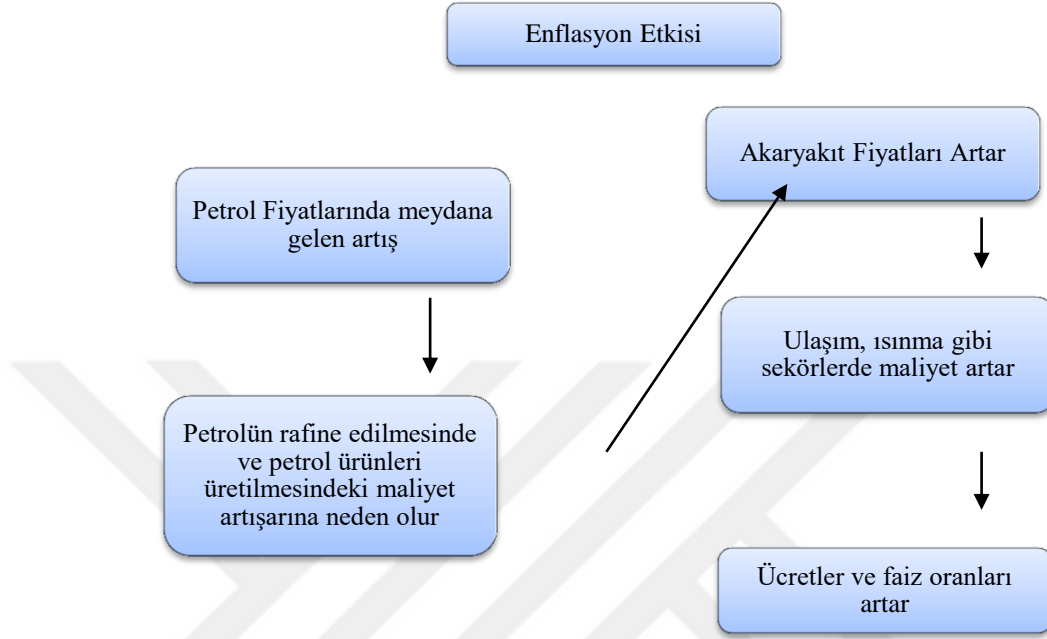 Enflasyon Etkisi
Petrol Fiyatlarında meydana
gelen artış
Petrolün rafine edilmesinde
ve petrol ürünleri
üretilmesindeki maliyet
artışarına neden olur
Akaryakıt Fiyatları Artar
Ulaşım, ısınma gibi
sekörlerde maliyet artar
Ücretler ve faiz oranları
artar